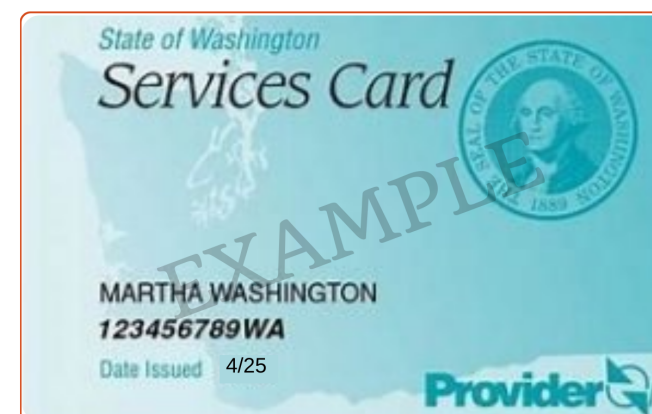 State of Washington
Services Card
THE SEAL OF THE STATE OF WASHINGTON
1889
EXAMPLE
MARTHA WASHINGTON
123456789WA
Date Issued 4/25
Provider